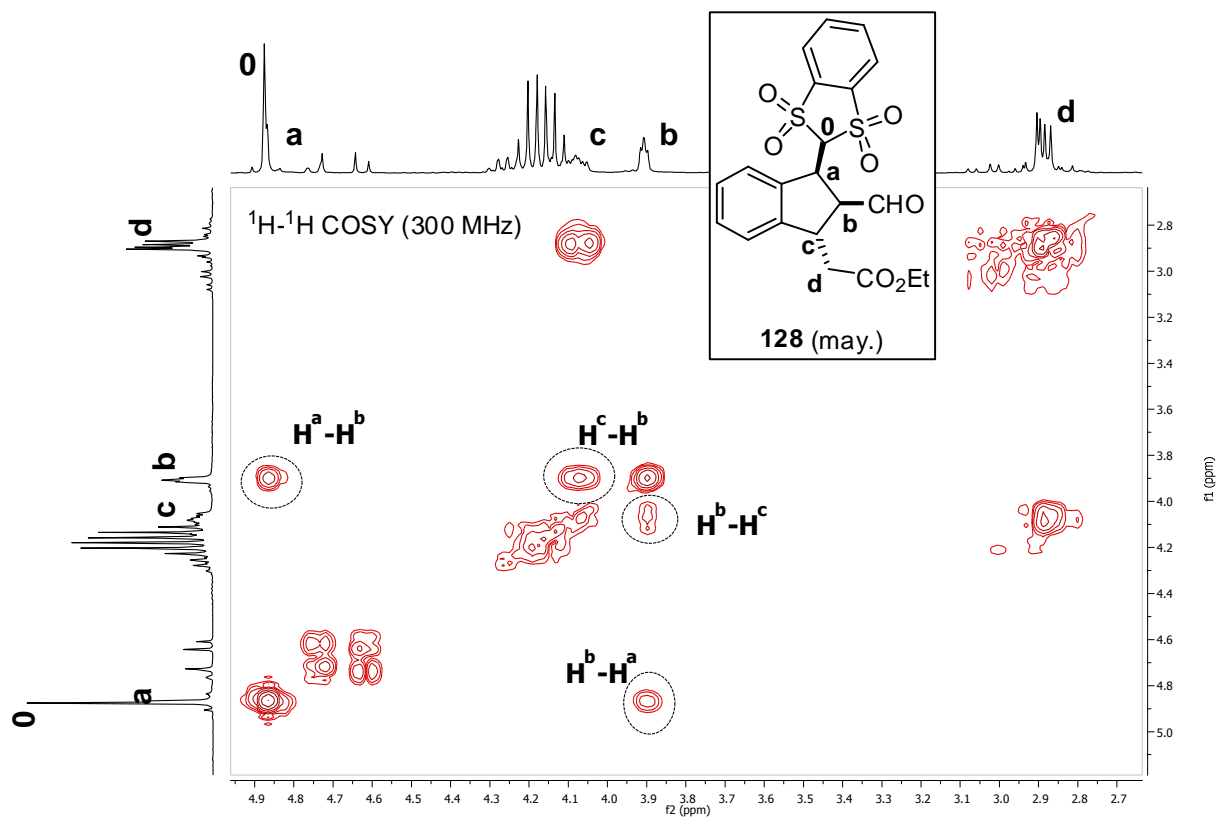 0
a
c
b
d
¹H-¹H COSY (300 MHz)
O
O
S
S
O
O
0
a
b
CHO
c
d
CO₂Et
128 (may.)
Hᵃ-Hᵇ
Hᶜ-Hᵇ
Hᵇ-Hᶜ
Hᵇ-Hᵃ
d
b
c
a
0
2.8
3.0
3.2
3.4
3.6
3.8
4.0
4.2
4.4
4.6
4.8
5.0
f1 (ppm)
4.9 4.8 4.7 4.6 4.5 4.4 4.3 4.2 4.1 4.0 3.9 3.8 3.7 3.6 3.5 3.4 3.3 3.2 3.1 3.0 2.9 2.8 2.7
f2 (ppm)